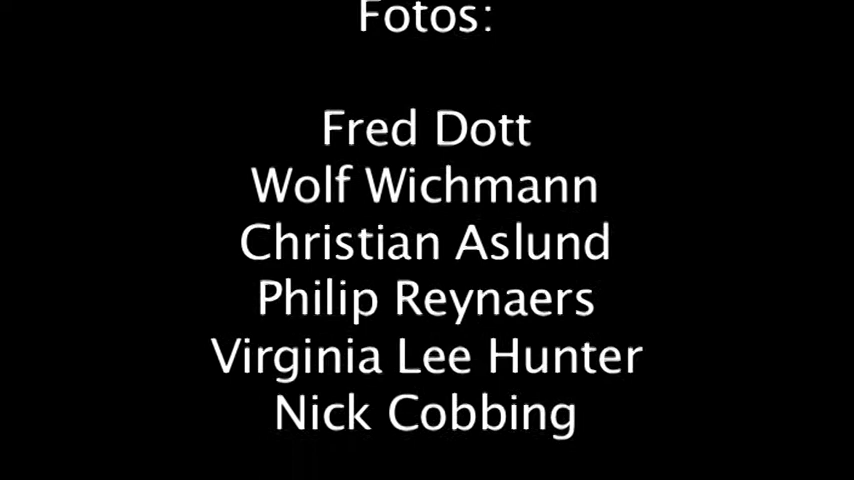 Fotos:
Fred Dott
Wolf Wichmann
Christian Aslund
Philip Reynaers
Virginia Lee Hunter
Nick Cobbing